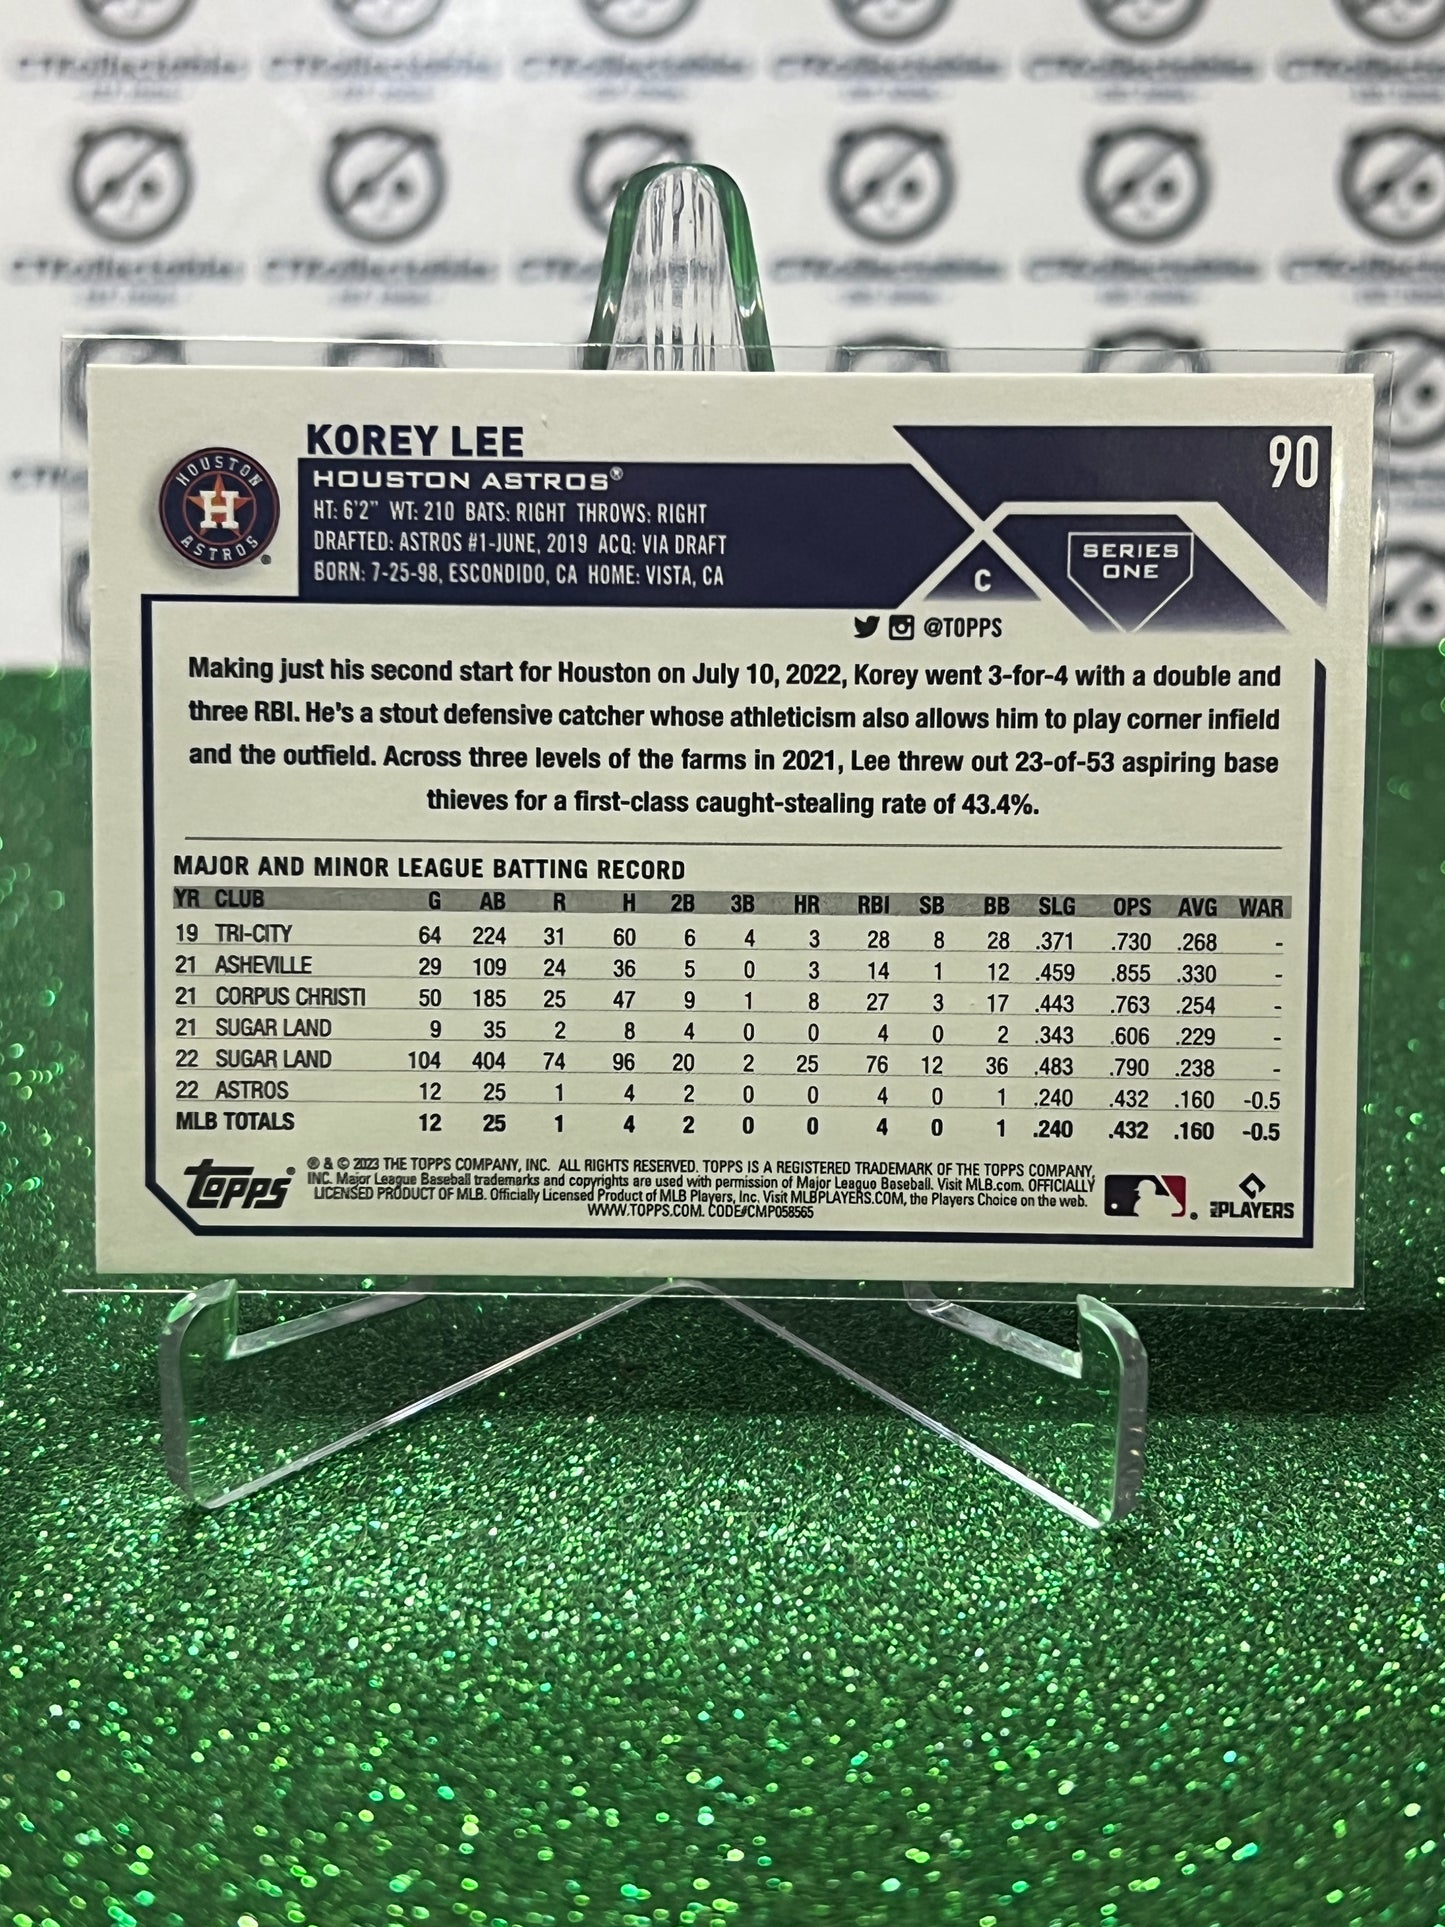 KOREY LEE
90
HOUSTON ASTROS®
HT: 6'2" WT: 210 BATS: RIGHT THROWS: RIGHT
DRAFTED: ASTROS #1-JUNE, 2019 ACQ: VIA DRAFT
BORN: 7-25-98, ESCONDIDO, CA HOME: VISTA, CA
HOUSTON
H
ASTROS
C
SERIES
ONE
@TOPPS
Making just his second start for Houston on July 10, 2022, Korey went 3-for-4 with a double and
three RBI. He's a stout defensive catcher whose athleticism also allows him to play corner infield
and the outfield. Across three levels of the farms in 2021, Lee threw out 23-of-53 aspiring base
thieves for a first-class caught-stealing rate of 43.4%.
MAJOR AND MINOR LEAGUE BATTING RECORD
YR CLUB G AB R H 2B 3B HR RBI SB BB SLG OPS AVG WAR
19 TRI-CITY 64 224 31 60 6 4 3 28 8 28 .371 .730 .268 -
21 ASHEVILLE 29 109 24 36 5 0 3 14 1 12 .459 .855 .330 -
21 CORPUS CHRISTI 50 185 25 47 9 1 8 27 3 17 .443 .763 .254 -
21 SUGAR LAND 9 35 2 8 4 0 0 4 0 2 .343 .606 .229 -
22 SUGAR LAND 104 404 74 96 20 2 25 76 12 36 .483 .790 .238 -
22 ASTROS 12 25 1 4 2 0 0 4 0 1 .240 .432 .160 -0.5
MLB TOTALS 12 25 1 4 2 0 0 4 0 1 .240 .432 .160 -0.5
Topps®
® & © 2023 THE TOPPS COMPANY, INC. ALL RIGHTS RESERVED. TOPPS IS A REGISTERED TRADEMARK OF THE TOPPS COMPANY,
INC. Major League Baseball trademarks and copyrights are used with permission of Major League Baseball. Visit MLB.com. OFFICIALLY
LICENSED PRODUCT OF MLB. Officially Licensed Product of MLB Players, Inc. Visit MLBPLAYERS.COM, the Players Choice on the web.
WWW.TOPPS.COM. CODE#CMP058565
MLB PLAYERS